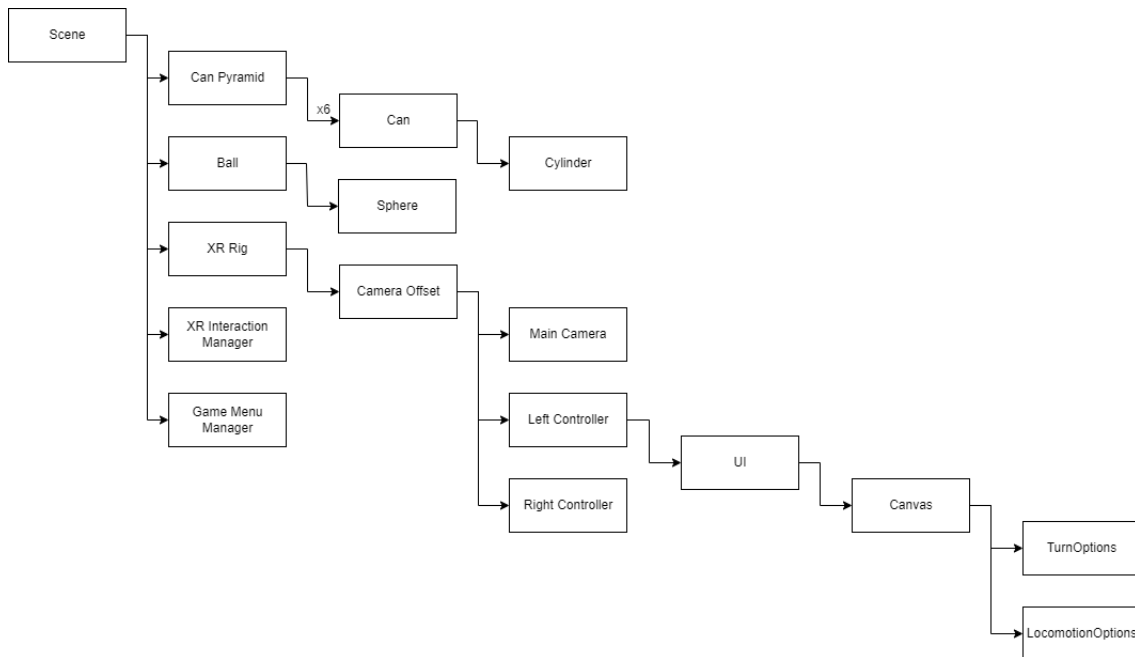 Scene
Can Pyramid
x6
Can
Cylinder
Ball
Sphere
XR Rig
Camera Offset
XR Interaction
Manager
Main Camera
Game Menu
Manager
Left Controller
UI
Right Controller
Canvas
TurnOptions
LocomotionOptions